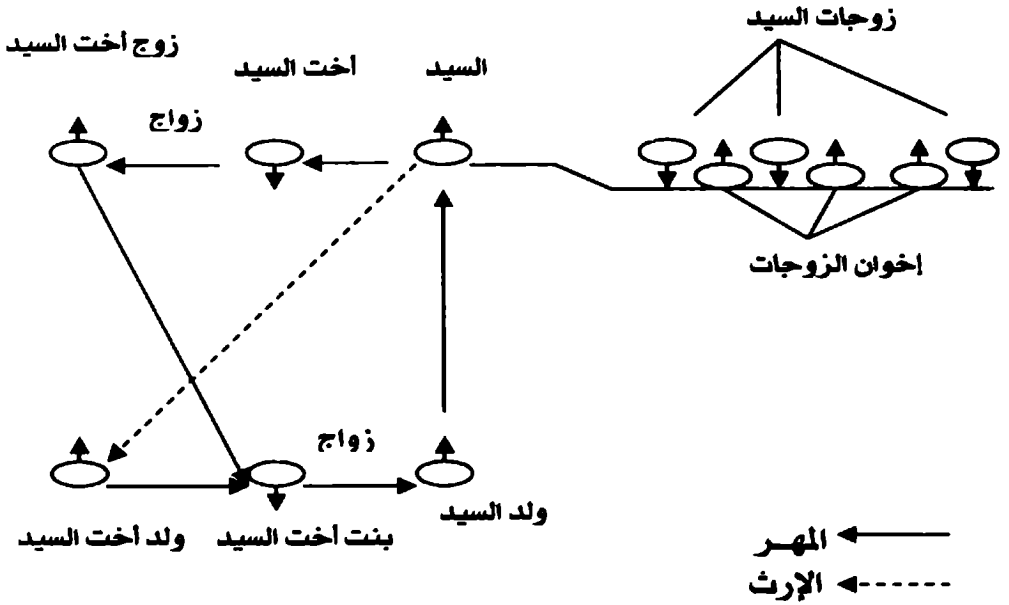 زوجات السيد
السيد
أخت السيد
زوج أخت السيد
زواج
إخوان الزوجات
زواج
ولد السيد
بنت أخت السيد
ولد أخت السيد
المهـر
الإرث